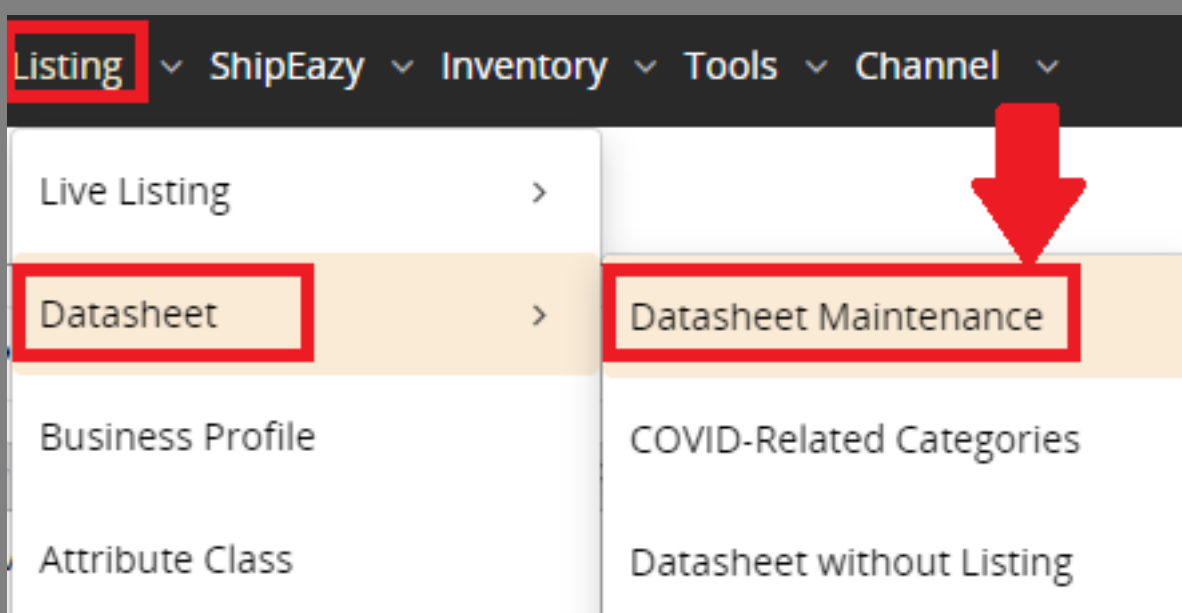 Listing ShipEazy Inventory Tools Channel
Live Listing
Datasheet
Business Profile
Attribute Class
Datasheet Maintenance
COVID-Related Categories
Datasheet without Listing